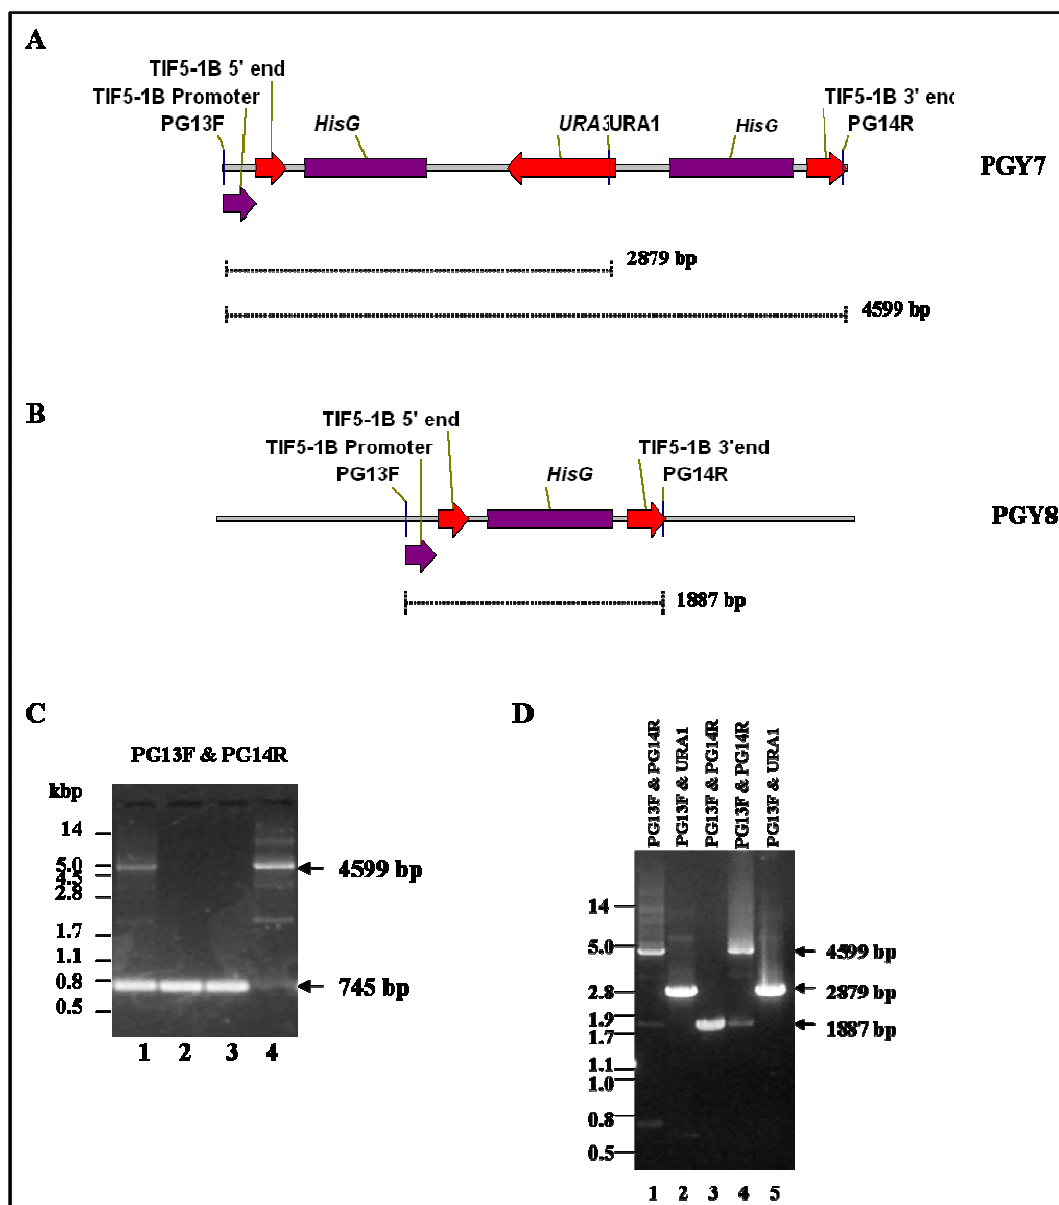 A
TIF5-1B 5' end
TIF5-1B Promoter
PG13F
HisG
URA3
URA1
HisG
TIF5-1B 3' end
PG14R
PGY7
2879 bp
4599 bp
B
TIF5-1B 5' end
TIF5-1B Promoter
PG13F
HisG
TIF5-1B 3'end
PG14R
PGY8
1887 bp
C
PG13F & PG14R
kbp
14
5.0
4.5
2.8
1.7
1.1
0.8
0.5
4599 bp
745 bp
1 2 3 4
D
PG13F & PG14R
PG13F & URA1
PG13F & PG14R
PG13F & PG14R
PG13F & URA1
14
5.0
2.8
1.9
1.7
1.1
1.0
0.8
0.5
4599 bp
2879 bp
1887 bp
1 2 3 4 5